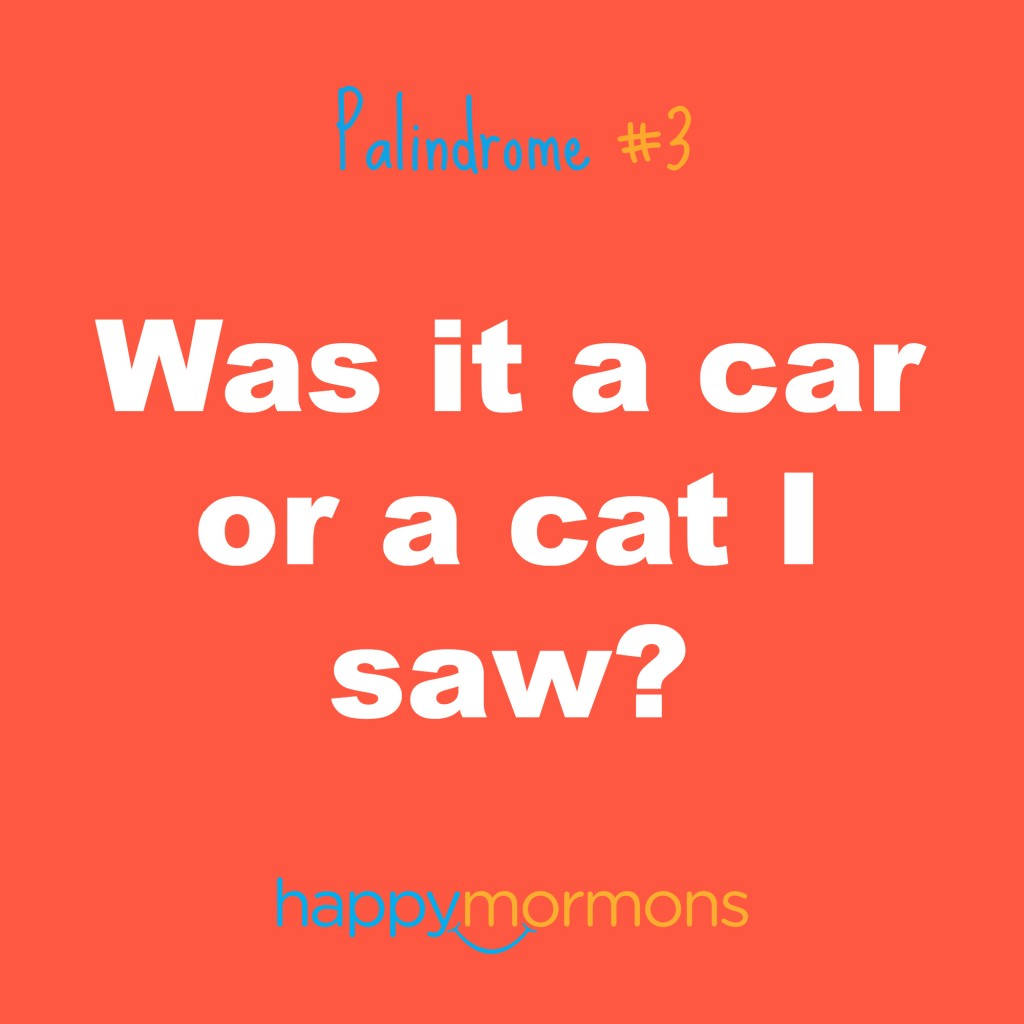 Palindrome #3
Was it a car
or a cat I
saw?
happymormons